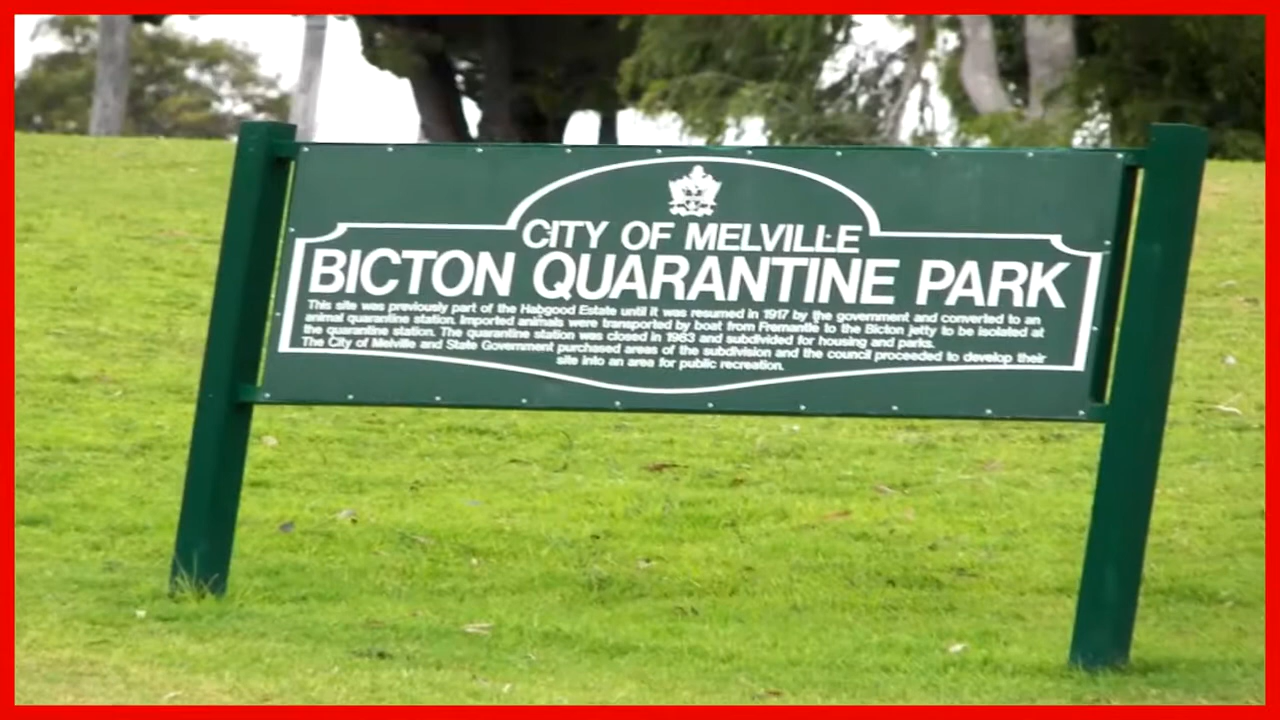 CITY OF MELVILLE
BICTON QUARANTINE PARK
This site was previously part of the Habgood Estate until it was resumed in 1917 by the government and converted to an
animal quarantine station. Imported animals were transported by boat from Fremantle to the Bicton jetty to be isolated at
the quarantine station. The quarantine station was closed in 1983 and subdivided for housing and parks.
The City of Melville and State Government purchased areas of the subdivision and the council proceeded to develop their
site into an area for public recreation.